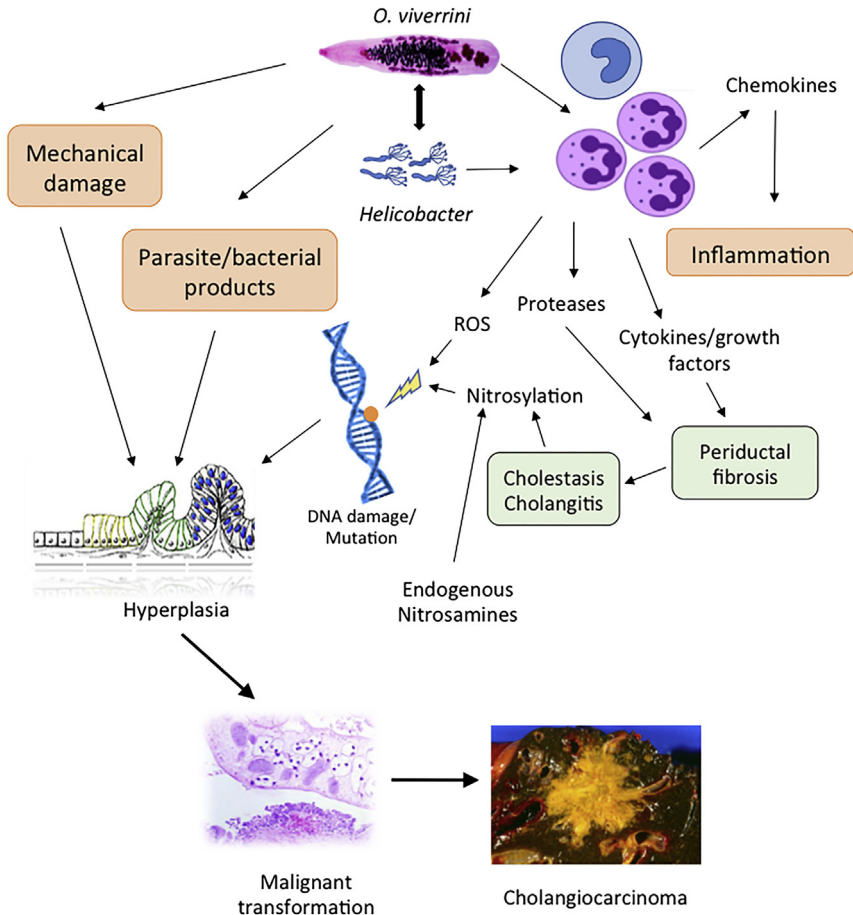 O. viverrini
Chemokines
Mechanical
damage
Helicobacter
Parasite/bacterial
products
Inflammation
ROS
Proteases
Cytokines/growth
factors
Nitrosylation
Periductal
fibrosis
Cholestasis
Cholangitis
DNA damage/
Mutation
Endogenous
Nitrosamines
Hyperplasia
Malignant
transformation
Cholangiocarcinoma